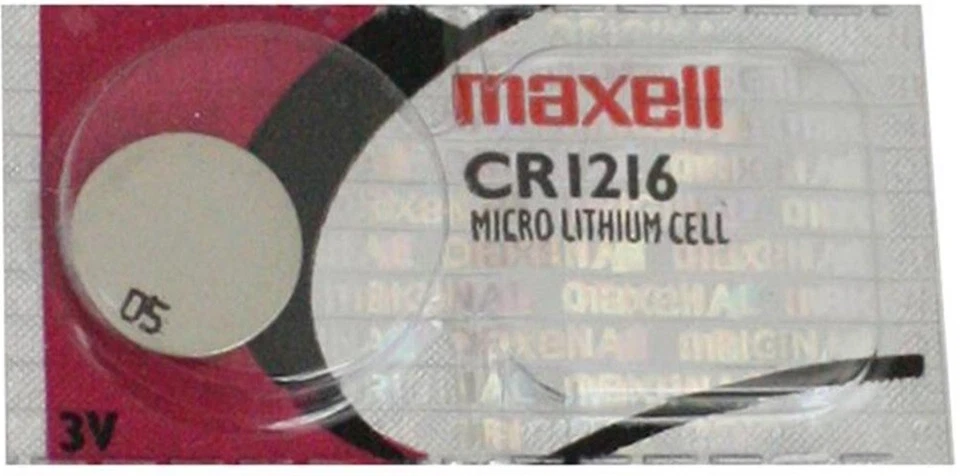 maxell
CR1216
MICRO LITHIUM CELL
05
3V